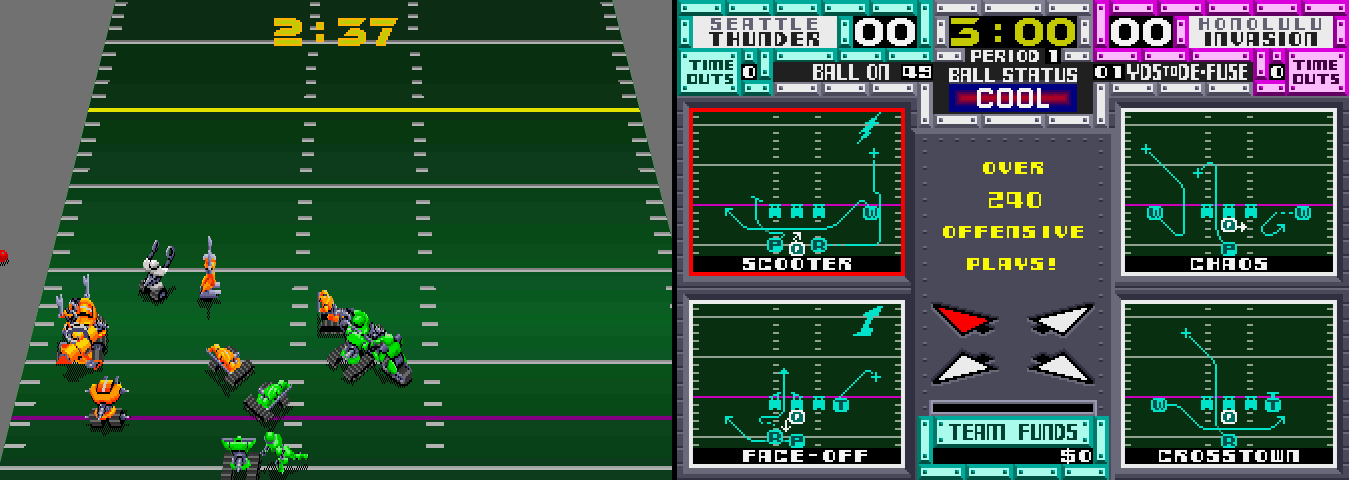 2:37
SEATTLE THUNDER
00
3:00
00
HONOLULU INVASION
PERIOD 1
TIME OUTS
0
BALL ON 49
BALL STATUS
COOL
01 YDS TO DE-FUSE
0
TIME OUTS
SCOOTER
OVER
290
OFFENSIVE
PLAYS!
CHAOS
FACE-OFF
TEAM FUNDS
$0
CROSSTOWN